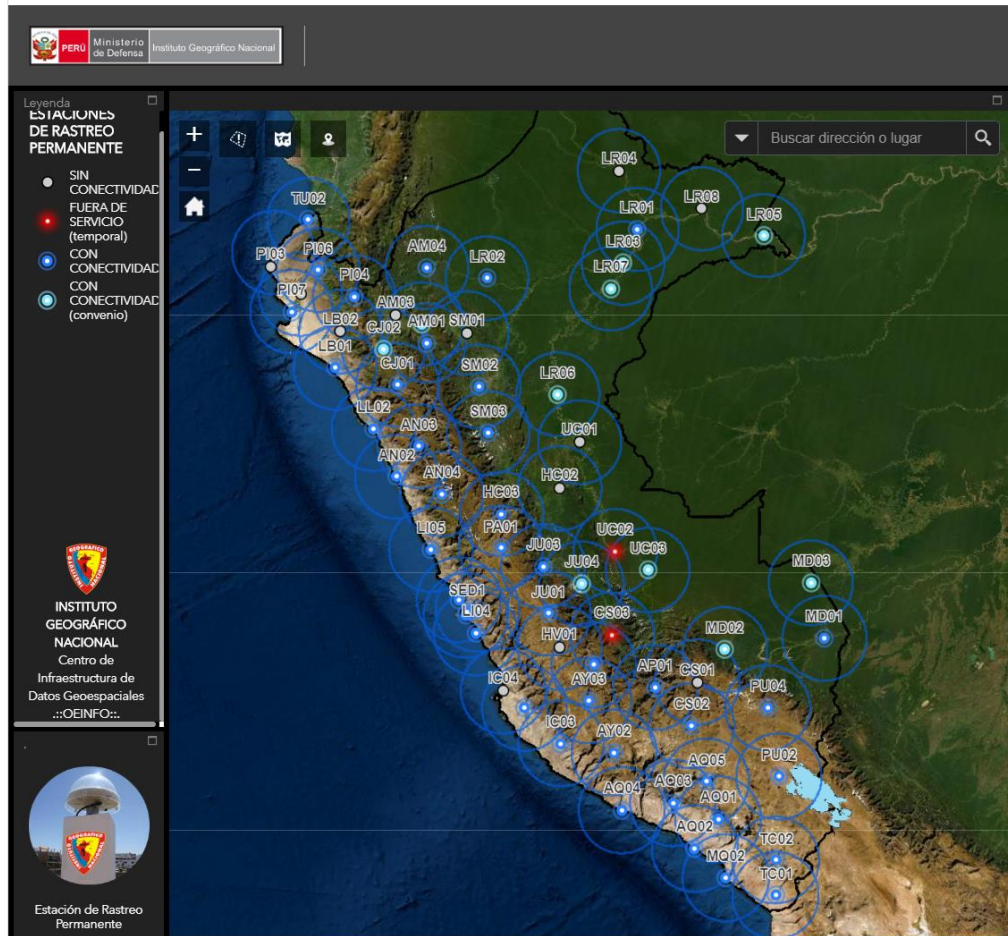 PERÚ
Ministerio
de Defensa
Instituto Geográfico Nacional
Leyenda
ESTACIONES
DE RASTREO
PERMANENTE
SIN
CONECTIVIDAD
FUERA DE
SERVICIO
(temporal)
CON
CONECTIVIDAD
CON
CONECTIVIDAD
(convenio)
INSTITUTO
GEOGRÁFICO
NACIONAL
Centro de
Infraestructura de
Datos Geoespaciales
.::OEINFO::.
Estación de Rastreo
Permanente
+
−
Buscar dirección o lugar
LR04
LR08
TU02
LR01
LR05
PI03
PI06
AM04
LR02
LR03
LR07
PI04
PI07
AM03
LB02
CJ02
AM01
SM01
LB01
CJ01
SM02
LR06
LL02
AN03
SM03
UC01
AN02
AN04
HC03
HC02
LI05
PA01
JU03
UC02
UC03
JU04
MD03
SED1
JU01
LI04
CS03
HV01
MD02
MD01
IC04
AY03
AP01
CS01
PU04
IC03
CS02
AY02
PU02
AQ05
AQ04
AQ03
AQ01
AQ02
TC02
MQ02
TC01